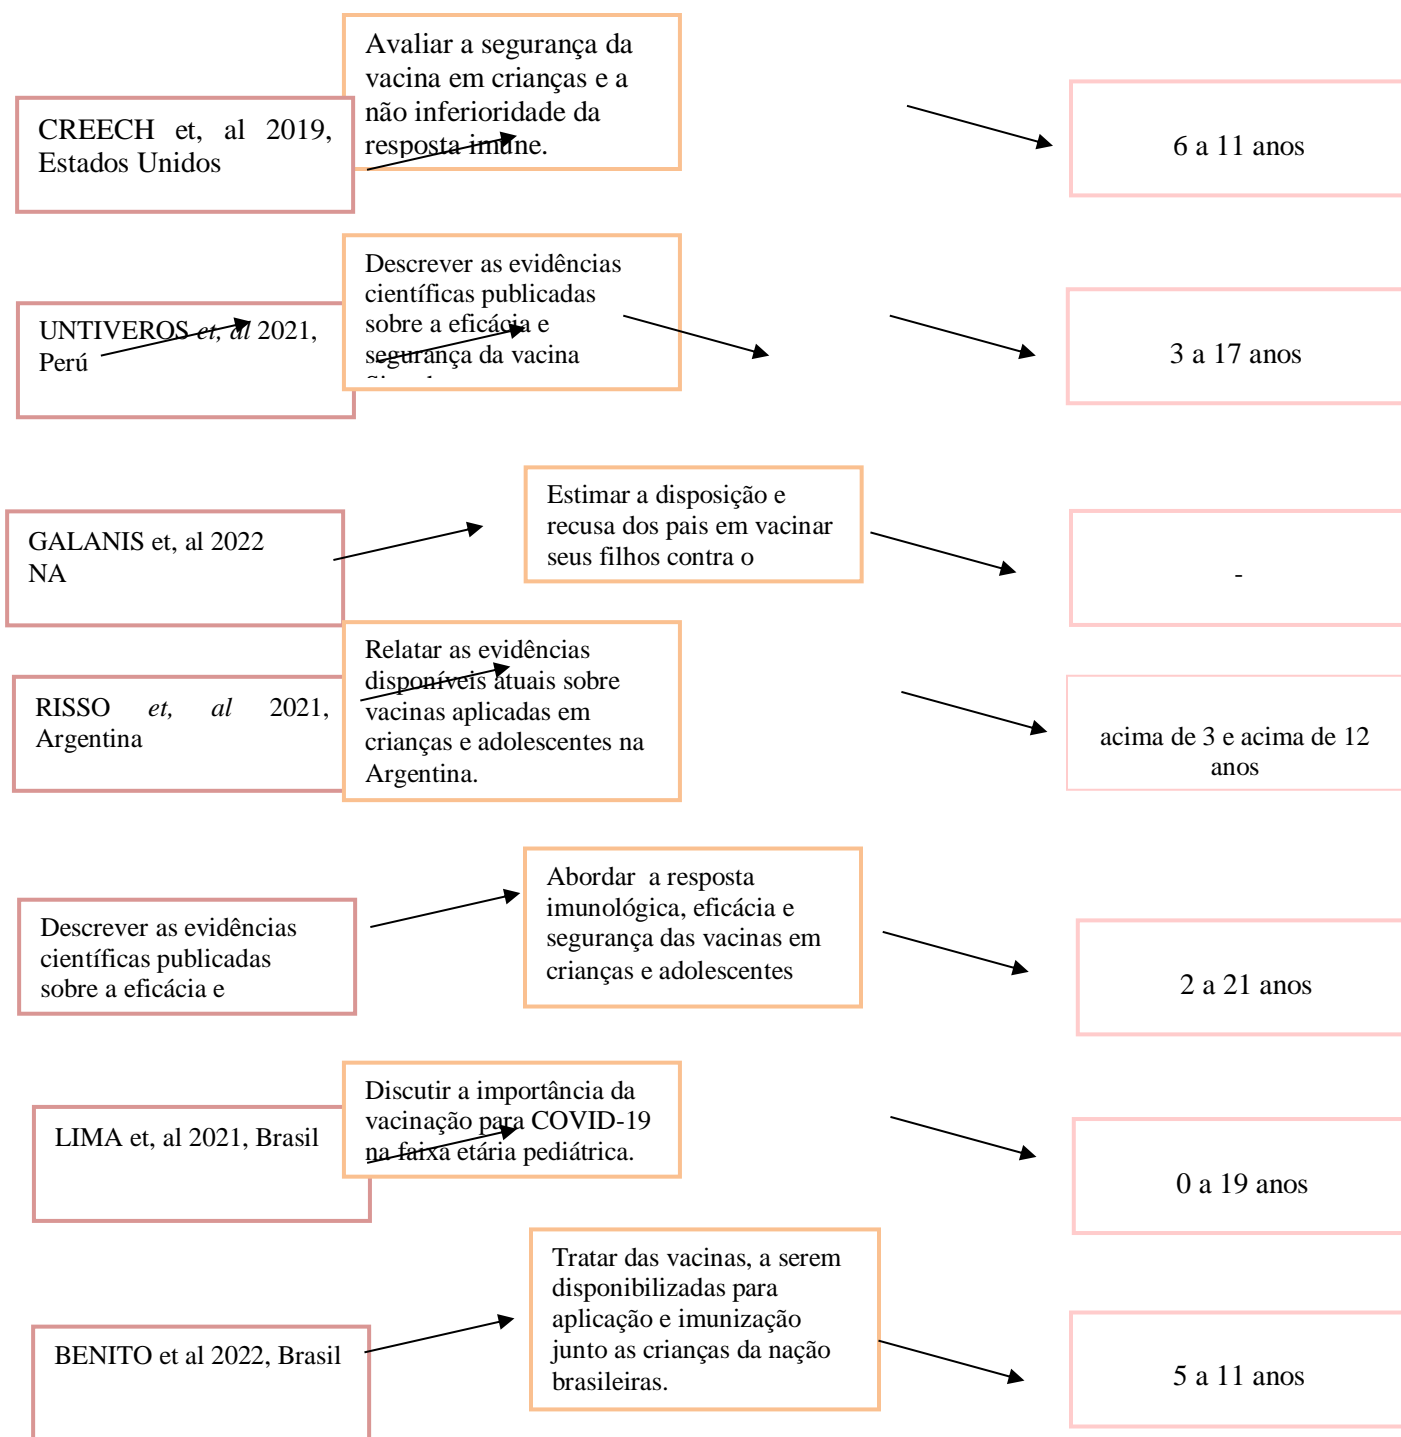 Avaliar a segurança da
vacina em crianças e a
não inferioridade da
resposta imune.
CREECH et, al 2019,
Estados Unidos
6 a 11 anos
Descrever as evidências
científicas publicadas
sobre a eficácia e
segurança da vacina
UNTIVEROS et, al 2021,
Perú
3 a 17 anos
Estimar a disposição e
recusa dos pais em vacinar
seus filhos contra o
GALANIS et, al 2022
NA
-
Relatar as evidências
disponíveis atuais sobre
vacinas aplicadas em
crianças e adolescentes na
Argentina.
RISSO et, al 2021,
Argentina
acima de 3 e acima de 12
anos
Abordar a resposta
imunológica, eficácia e
segurança das vacinas em
crianças e adolescentes
Descrever as evidências
científicas publicadas
sobre a eficácia e
2 a 21 anos
Discutir a importância da
vacinação para COVID-19
na faixa etária pediátrica.
LIMA et, al 2021, Brasil
0 a 19 anos
Tratar das vacinas, a serem
disponibilizadas para
aplicação e imunização
junto as crianças da nação
brasileiras.
BENITO et al 2022, Brasil
5 a 11 anos